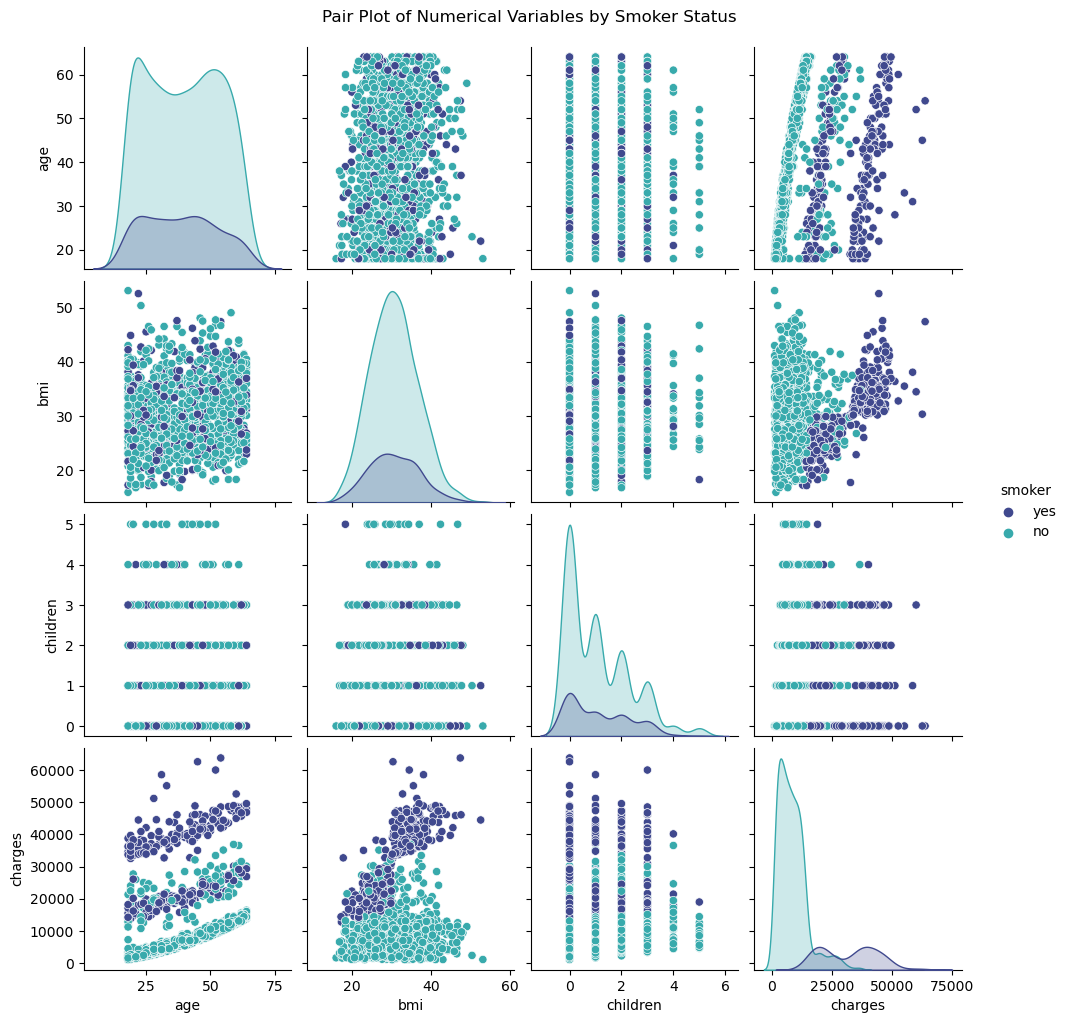 Pair Plot of Numerical Variables by Smoker Status
60
50
40
30
20
age
50
40
30
20
bmi
smoker
yes
no
5
4
3
2
1
0
children
60000
50000
40000
30000
20000
10000
0
charges
25 50 75
20 40 60
0 2 4 6
0 25000 50000 75000
age bmi children charges